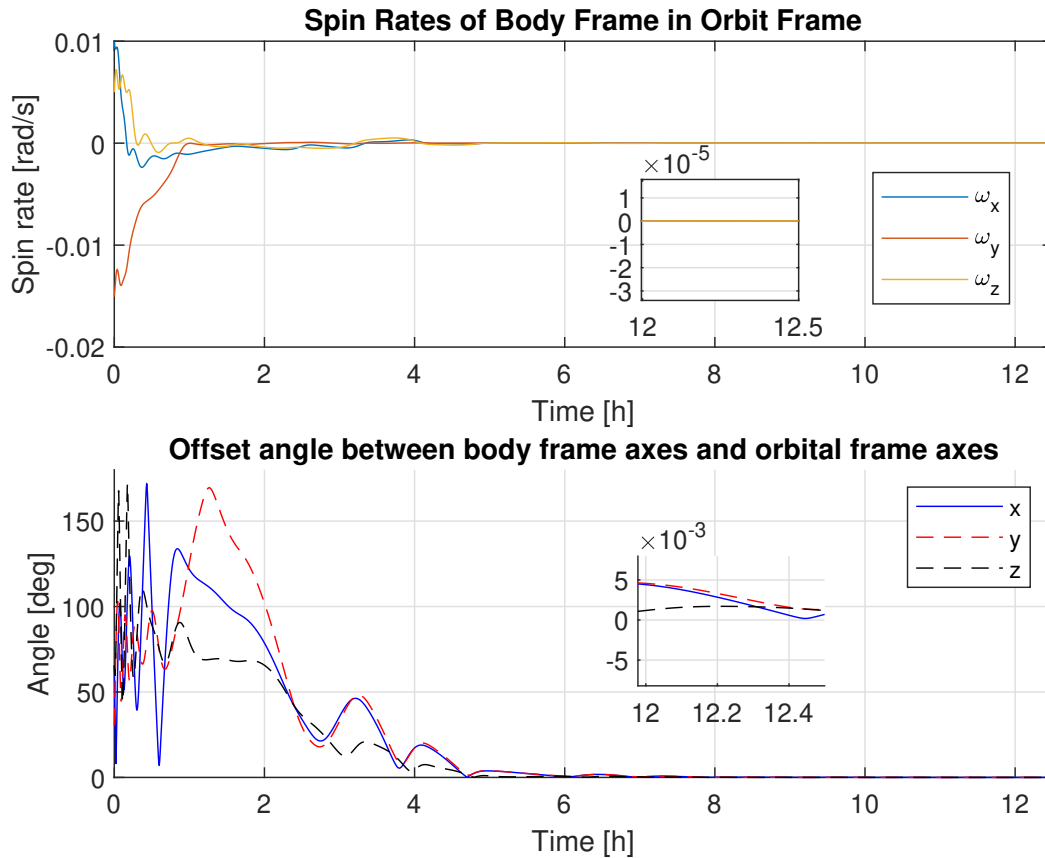 Spin Rates of Body Frame in Orbit Frame
Spin rate [rad/s]
0.01
0
-0.01
-0.02
×10⁻⁵
1
0
-1
-2
-3
12 12.5
ω_x
ω_y
ω_z
0 2 4 6 8 10 12
Time [h]
Offset angle between body frame axes and orbital frame axes
Angle [deg]
150
100
50
0
×10⁻³
5
0
-5
12 12.2 12.4
x
y
z
0 2 4 6 8 10 12
Time [h]